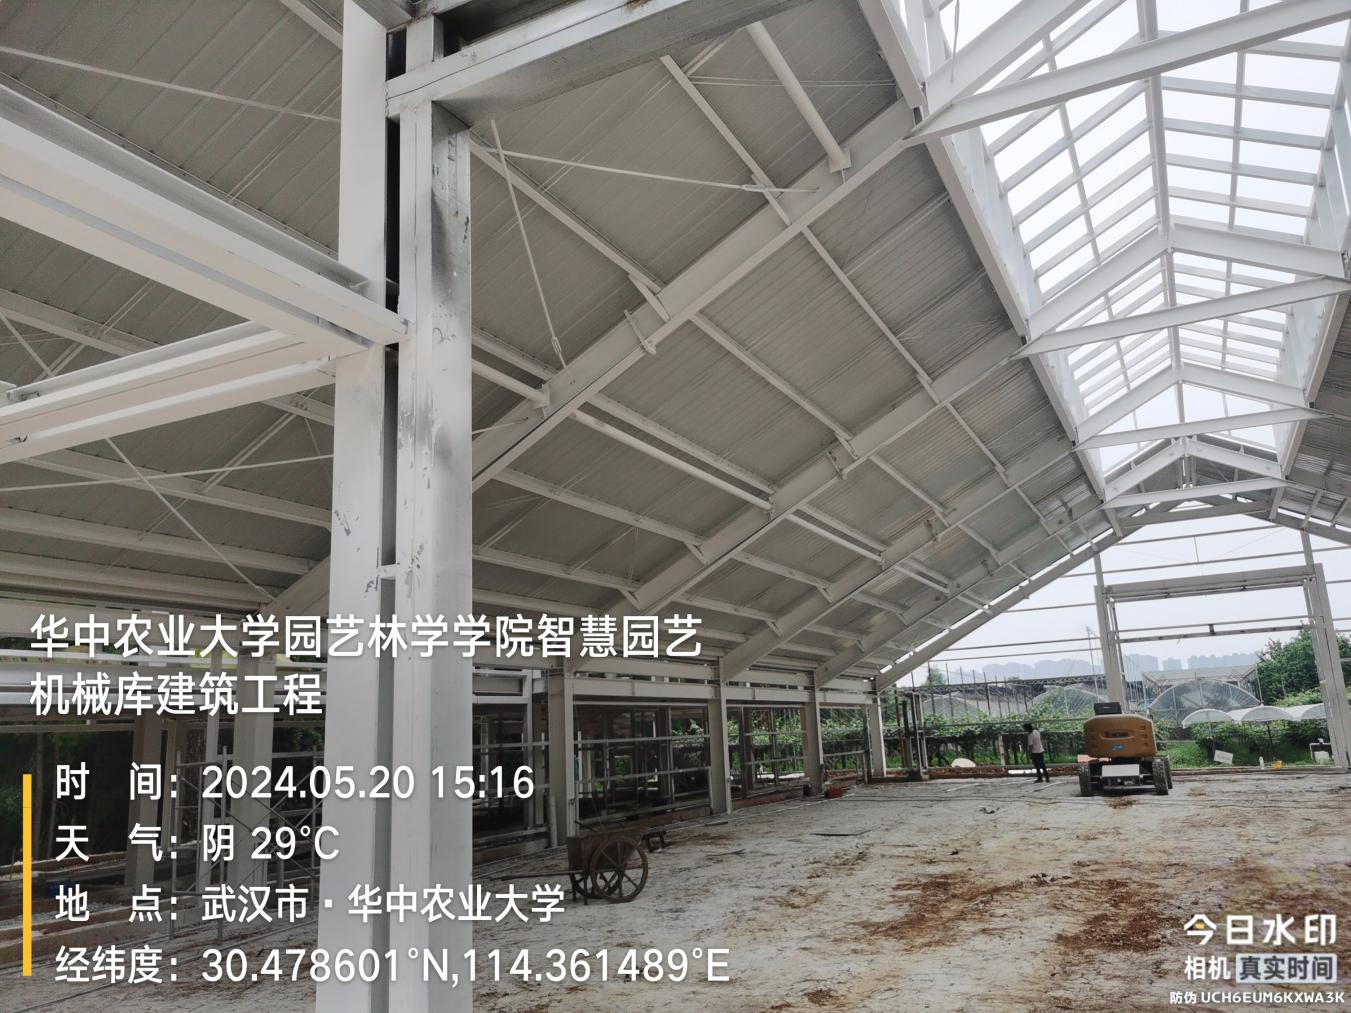 华中农业大学园艺林学学院智慧园艺
机械库建筑工程
时 间：2024.05.20 15:16
天 气：阴 29°C
地 点：武汉市·华中农业大学
经纬度：30.478601°N,114.361489°E
今日水印
相机 真实时间
防伪 UCH6EUM6KXWA3K